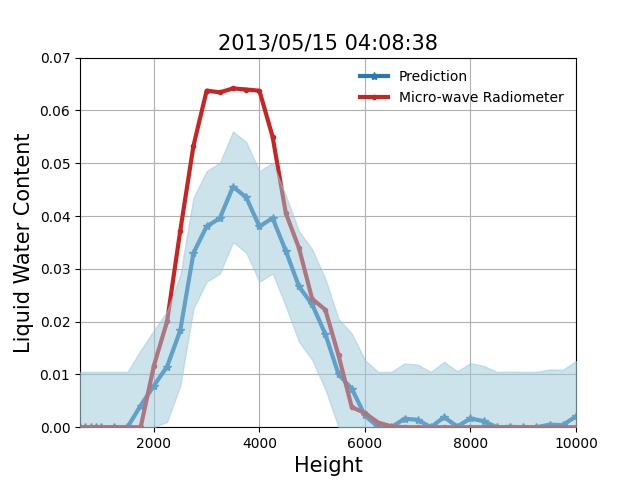 2013/05/15 04:08:38
Prediction
Micro-wave Radiometer
Liquid Water Content
0.07
0.06
0.05
0.04
0.03
0.02
0.01
0.00
2000 4000 6000 8000 10000
Height